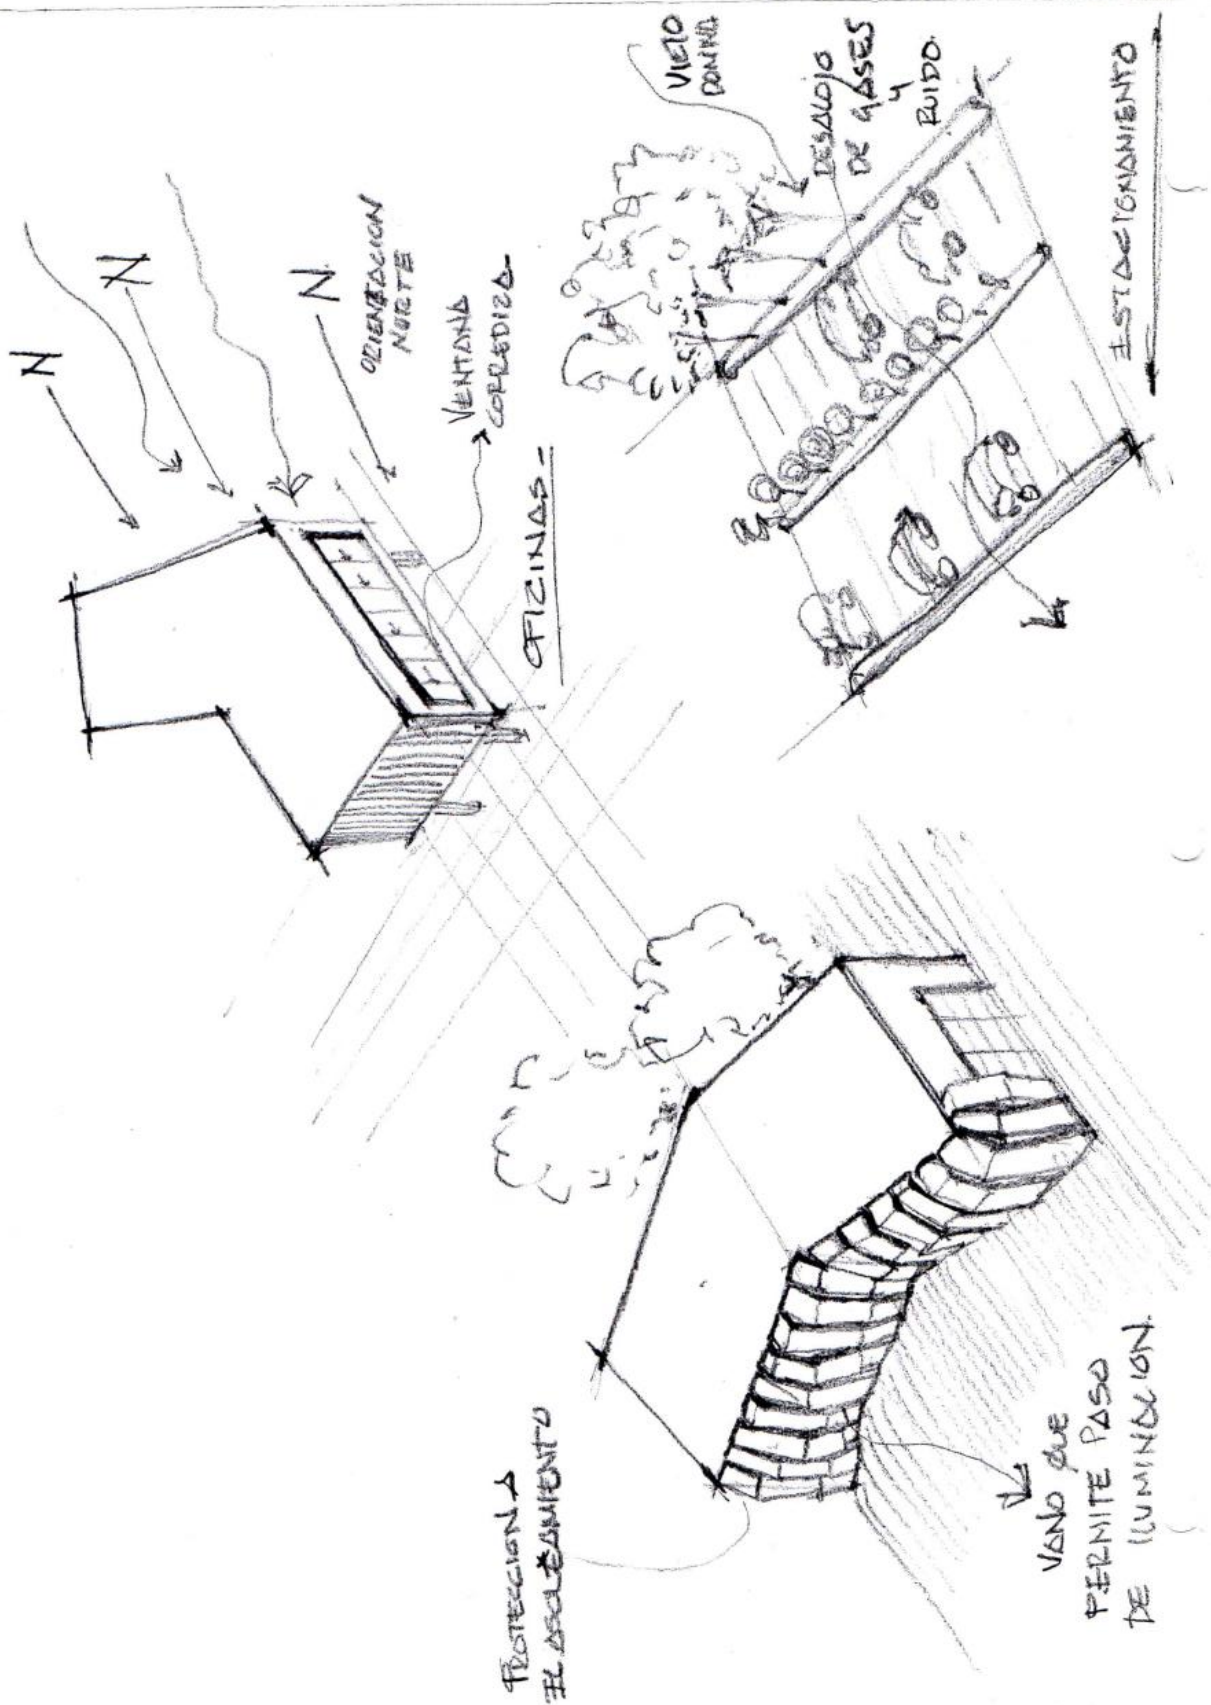 PROTECCION A
EL ASOLEAMIENTO
VANO QUE
PERMITE PASO
DE ILUMINACION.
N
N
N
ORIENTACION
NORTE
VENTANA
CORREDIZA-
OFICINAS-
VIETO
DOMINA
DESALOJO
DE GASES
Y
RUIDO.
ESTACIONAMIENTO